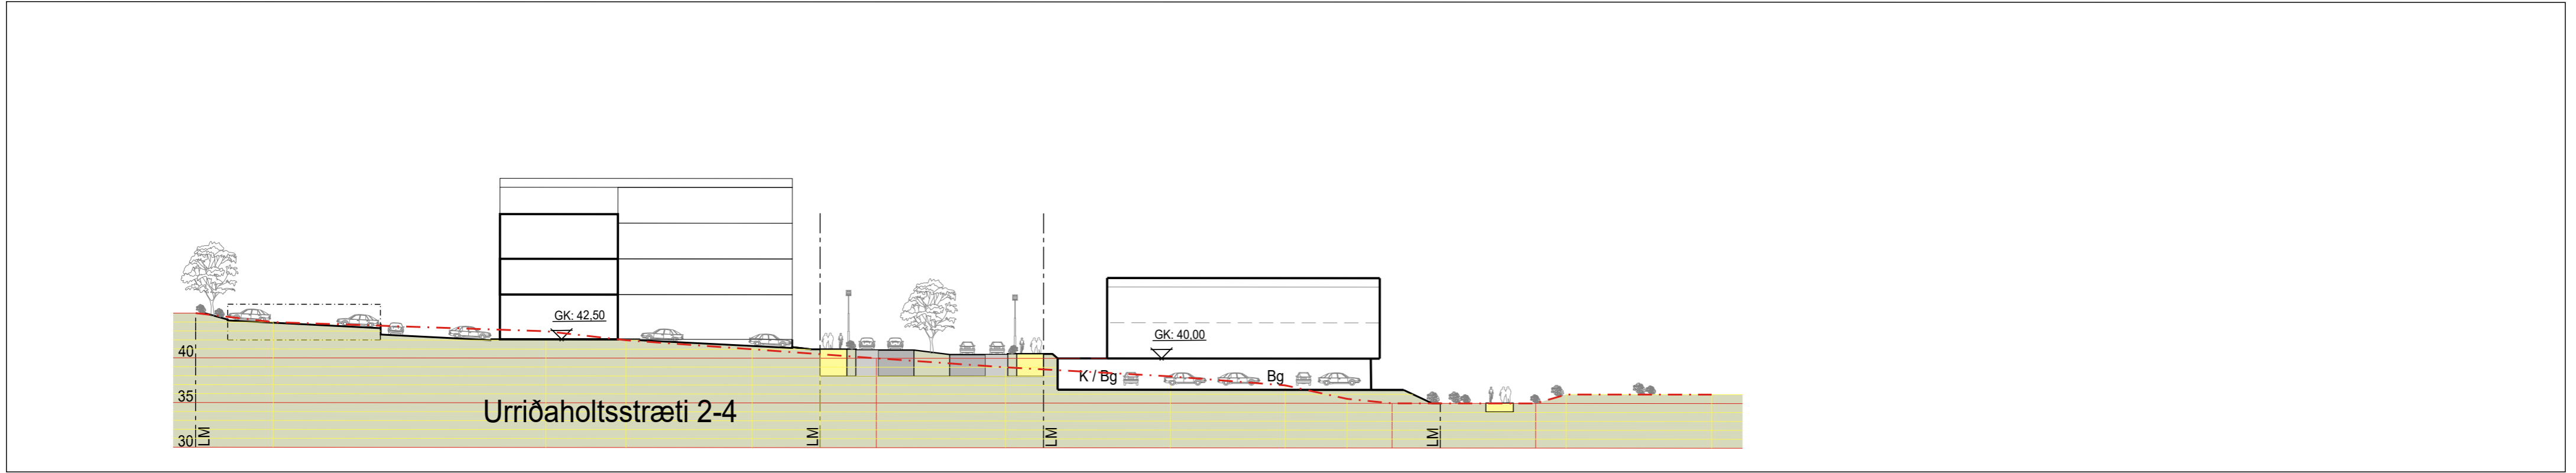 GK: 42,50
GK: 40,00
40
K / Bg
Bg
35
Urriðaholtsstræti 2-4
30
LM
LM
LM
LM